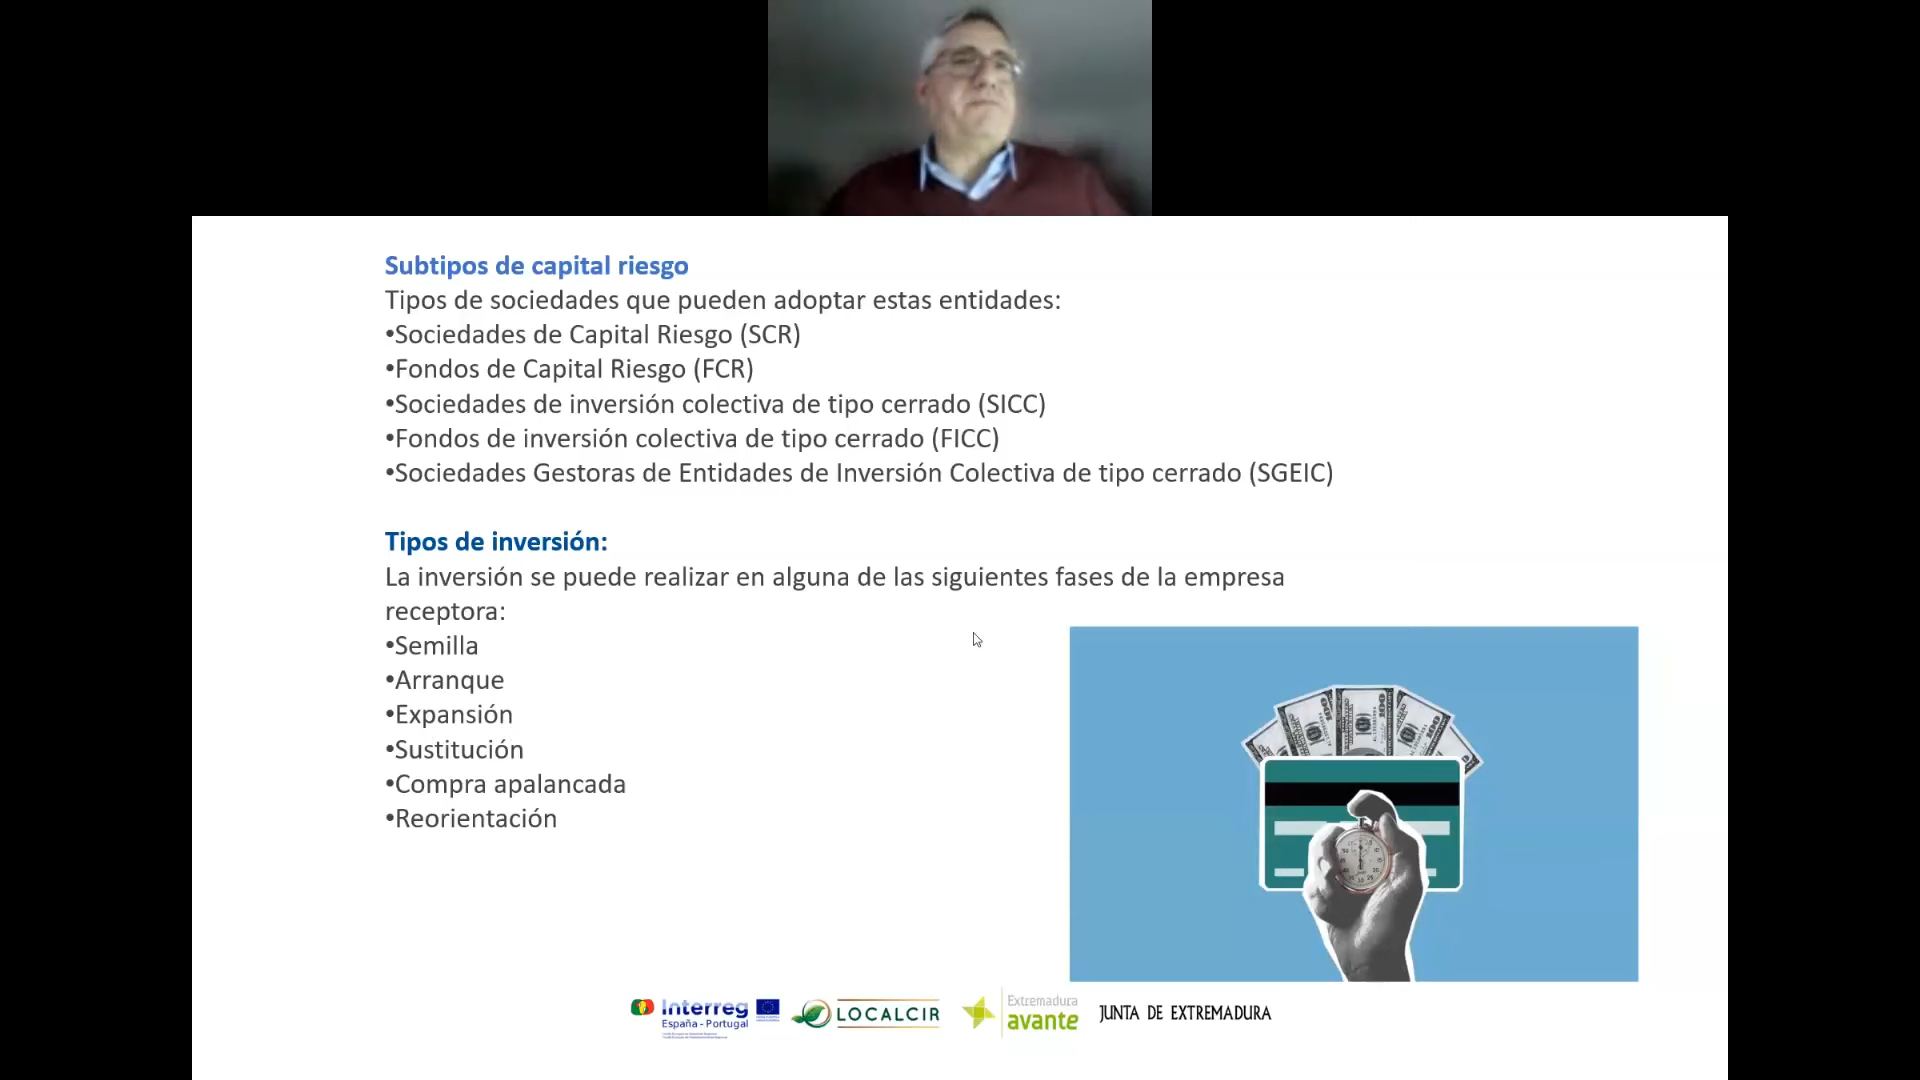 Subtipos de capital riesgo
Tipos de sociedades que pueden adoptar estas entidades:
•Sociedades de Capital Riesgo (SCR)
•Fondos de Capital Riesgo (FCR)
•Sociedades de inversión colectiva de tipo cerrado (SICC)
•Fondos de inversión colectiva de tipo cerrado (FICC)
•Sociedades Gestoras de Entidades de Inversión Colectiva de tipo cerrado (SGEIC)
Tipos de inversión:
La inversión se puede realizar en alguna de las siguientes fases de la empresa
receptora:
•Semilla
•Arranque
•Expansión
•Sustitución
•Compra apalancada
•Reorientación
Interreg
España - Portugal
LOCALCIR
Extremadura
avante
JUNTA DE EXTREMADURA